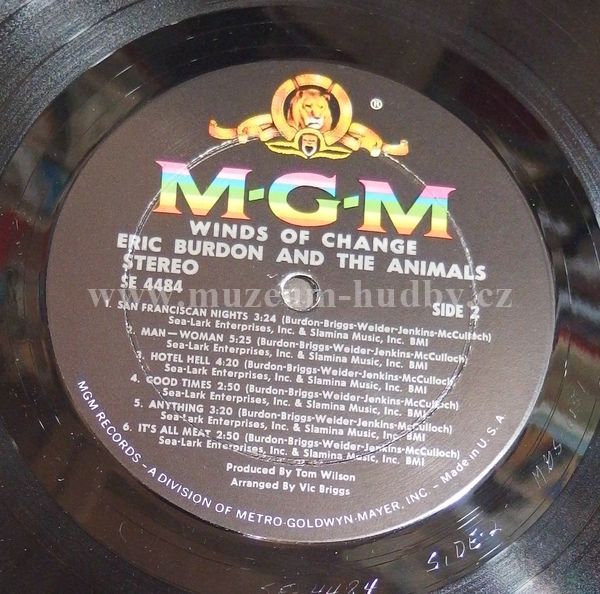 ®
M-G-M
WINDS OF CHANGE
ERIC BURDON AND THE ANIMALS
STEREO
SE 4484
SIDE 2
www.muzeum-hudby.cz
1. SAN FRANCISCAN NIGHTS 3:24 (Burdon-Briggs-Weider-Jenkins-McCulloch)
Sea-Lark Enterprises, Inc. & Slamina Music, Inc. BMI
2. MAN—WOMAN 5:25 (Burdon-Briggs-Weider-Jenkins-McCulloch)
Sea-Lark Enterprises, Inc. & Slamina Music, Inc. BMI
3. HOTEL HELL 4:20 (Burdon-Briggs-Weider-Jenkins-McCulloch)
Sea-Lark Enterprises, Inc. & Slamina Music, Inc. BMI
4. GOOD TIMES 2:50 (Burdon-Briggs-Weider-Jenkins-McCulloch)
Sea-Lark Enterprises, Inc. & Slamina Music, Inc. BMI
5. ANYTHING 3:20 (Burdon-Briggs-Weider-Jenkins-McCulloch)
Sea-Lark Enterprises, Inc. & Slamina Music, Inc. BMI
6. IT'S ALL MEAT 2:50 (Burdon-Briggs-Weider-Jenkins-McCulloch)
Sea-Lark Enterprises, Inc. & Slamina Music, Inc. BMI
Produced By Tom Wilson
Arranged By Vic Briggs
MGM RECORDS - A DIVISION OF METRO-GOLDWYN-MAYER, INC. - Made in U.S.A.
SIDE-2
SE 4484